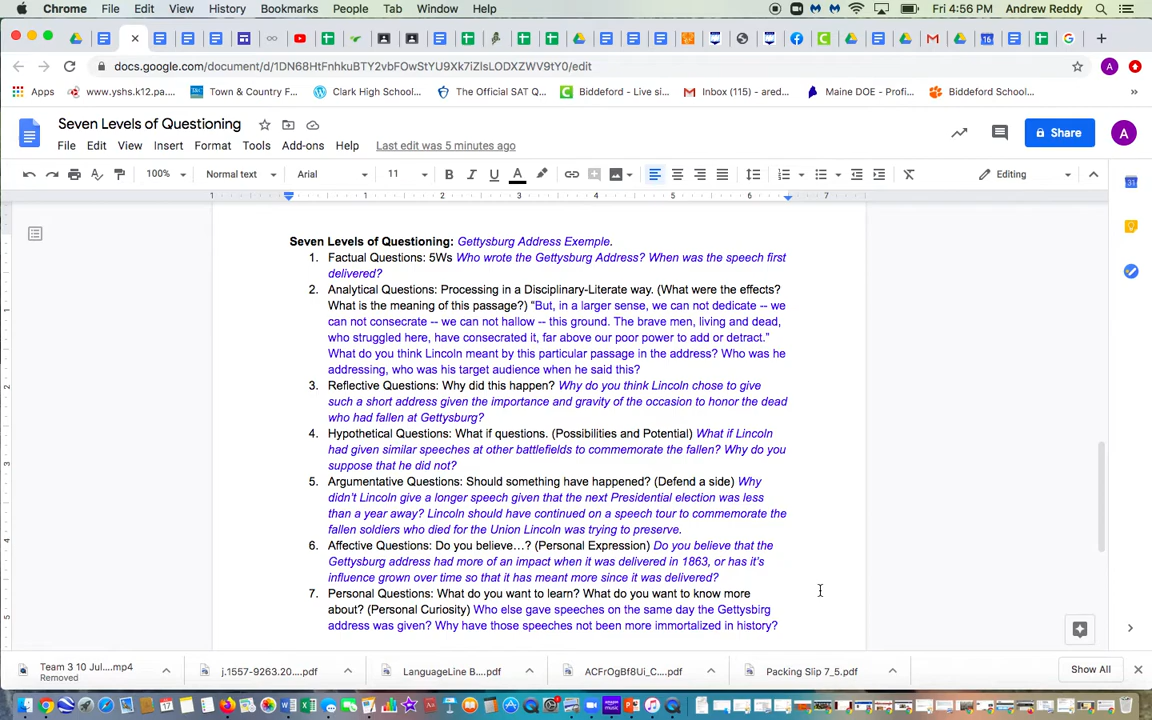 Chrome File Edit View History Bookmarks People Tab Window Help Fri 4:56 PM Andrew Reddy
docs.google.com/document/d/1DN68HtFnhkuBTY2vbFOwStYU9Xk7iZIsLODXZWV9tY0/edit
Apps www.yshs.k12.pa.... Town & Country F... Clark High School... The Official SAT Q... Biddeford - Live si... Inbox (115) - ared... Maine DOE - Profi... Biddeford School...
Seven Levels of Questioning
Share
File Edit View Insert Format Tools Add-ons Help Last edit was 5 minutes ago
100% Normal text Arial 11 Editing
Seven Levels of Questioning: Gettysburg Address Exemple.
1. Factual Questions: 5Ws Who wrote the Gettysburg Address? When was the speech first
delivered?
2. Analytical Questions: Processing in a Disciplinary-Literate way. (What were the effects?
What is the meaning of this passage?) "But, in a larger sense, we can not dedicate -- we
can not consecrate -- we can not hallow -- this ground. The brave men, living and dead,
who struggled here, have consecrated it, far above our poor power to add or detract."
What do you think Lincoln meant by this particular passage in the address? Who was he
addressing, who was his target audience when he said this?
3. Reflective Questions: Why did this happen? Why do you think Lincoln chose to give
such a short address given the importance and gravity of the occasion to honor the dead
who had fallen at Gettysburg?
4. Hypothetical Questions: What if questions. (Possibilities and Potential) What if Lincoln
had given similar speeches at other battlefields to commemorate the fallen? Why do you
suppose that he did not?
5. Argumentative Questions: Should something have happened? (Defend a side) Why
didn't Lincoln give a longer speech given that the next Presidential election was less
than a year away? Lincoln should have continued on a speech tour to commemorate the
fallen soldiers who died for the Union Lincoln was trying to preserve.
6. Affective Questions: Do you believe…? (Personal Expression) Do you believe that the
Gettysburg address had more of an impact when it was delivered in 1863, or has it's
influence grown over time so that it has meant more since it was delivered?
7. Personal Questions: What do you want to learn? What do you want to know more
about? (Personal Curiosity) Who else gave speeches on the same day the Gettysbirg
address was given? Why have those speeches not been more immortalized in history?
Team 3 10 Jul....mp4
Removed
j.1557-9263.20....pdf LanguageLine B....pdf ACFrOgBf8Ui_C....pdf Packing Slip 7_5.pdf Show All